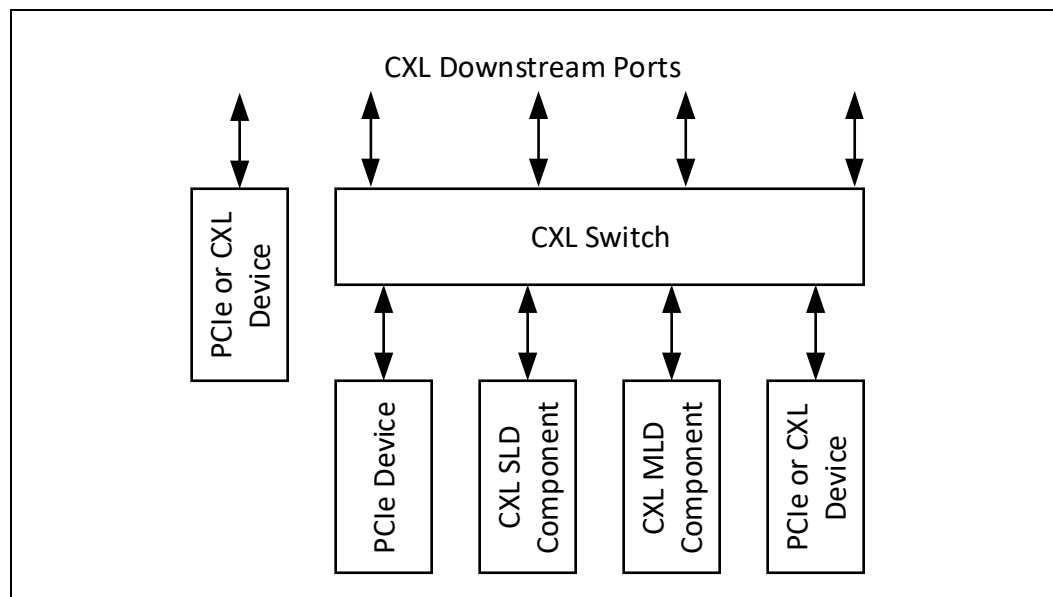 CXL Downstream Ports
PCIe or CXL
Device
CXL Switch
PCIe Device
CXL SLD
Component
CXL MLD
Component
PCIe or CXL
Device